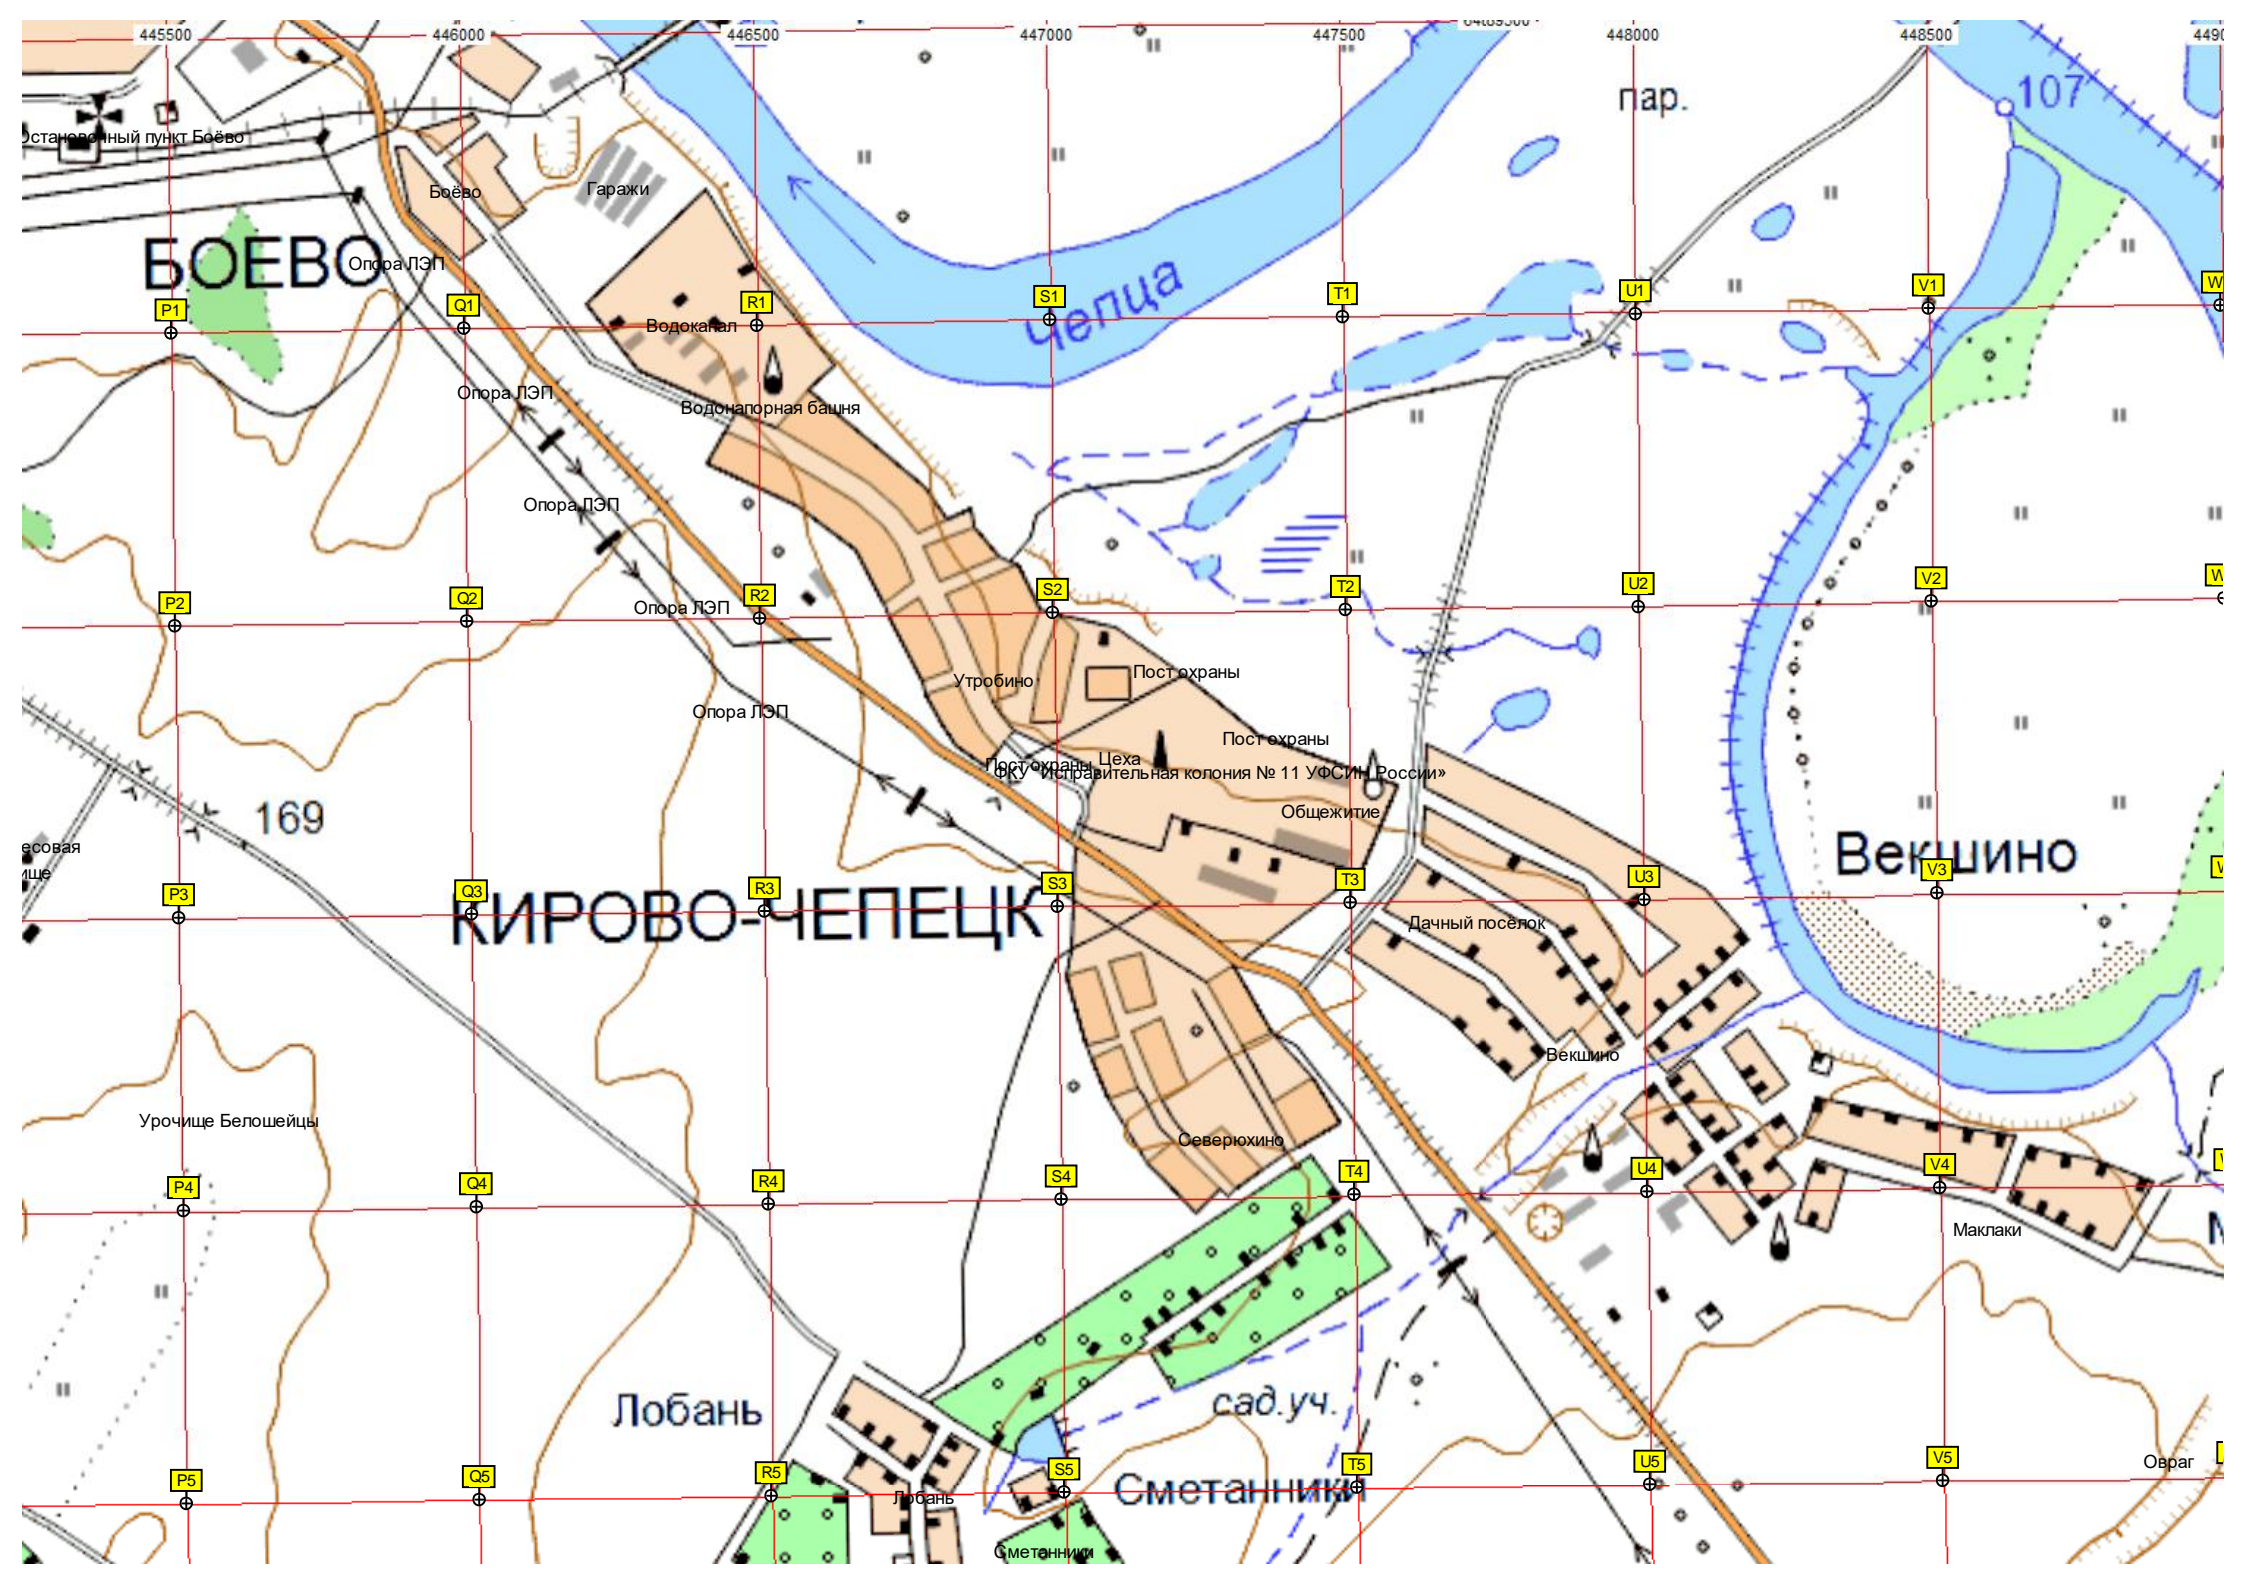 445500 446000 446500 447000 447500 448000 448500
107
пар.
Остановочный пункт Боёво
Боёво
Гаражи
БОЕВО
Опора ЛЭП
Чепца
P1 Q1 R1 S1 T1 U1 V1
Водоканал
Опора ЛЭП
Водонапорная башня
Опора ЛЭП
P2 Q2 R2 S2 T2 U2 V2
Опора ЛЭП
Утробино
Пост охраны
Опора ЛЭП
Пост охраны
Пост охраны Цеха
ФКУ "Исправительная колония № 11 УФСИН России»
Общежитие
169
Векшино
P3 Q3 R3 S3 T3 U3 V3
КИРОВО-ЧЕПЕЦК
Дачный посёлок
Векшино
Урочище Белошейцы
Северюхино
P4 Q4 R4 S4 T4 U4 V4
Маклаки
Лобань
сад.уч.
Овраг
P5 Q5 R5 S5 T5 U5 V5
Сметанники
Лобань
Сметанники